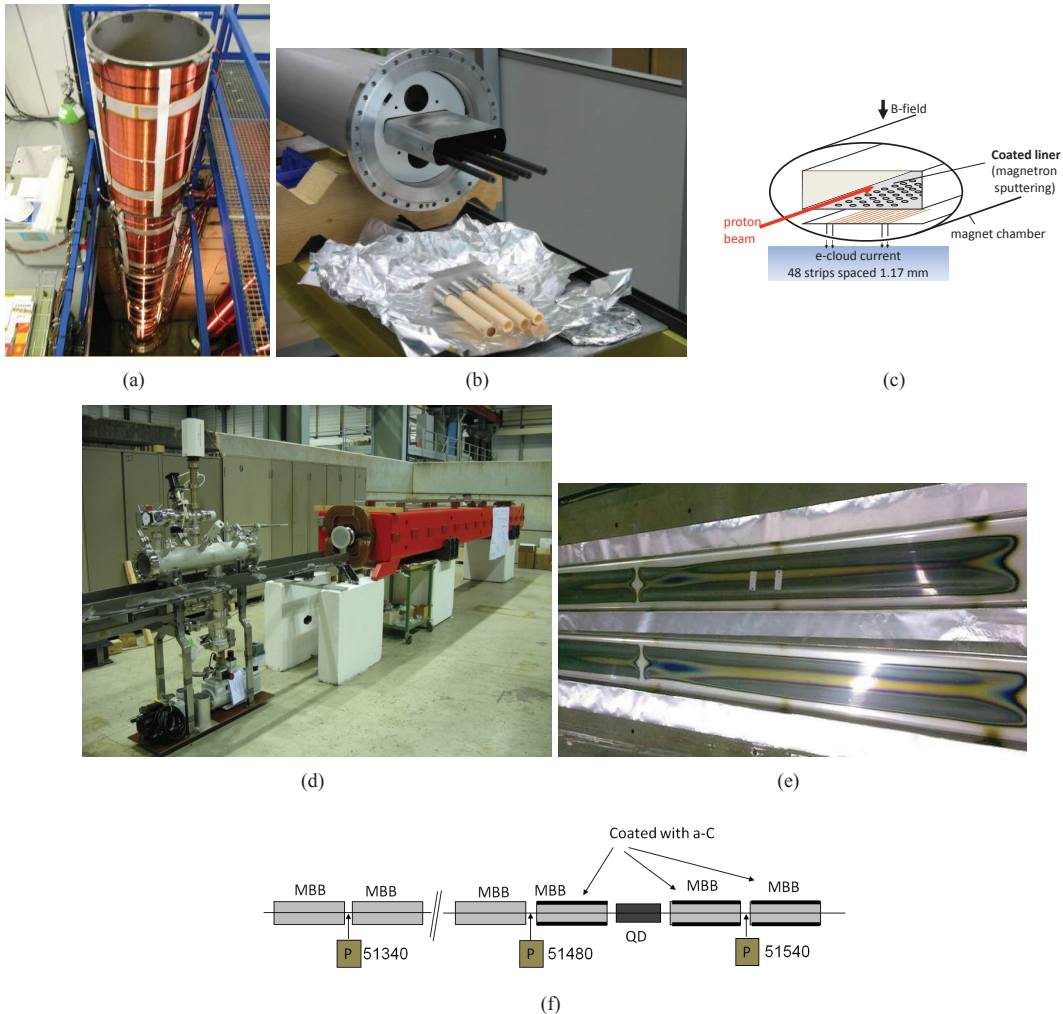 (a)
(b)
B-field
Coated liner
(magnetron
sputtering)
proton
beam
magnet chamber
e-cloud current
48 strips spaced 1.17 mm
(c)
(d)
(e)
Coated with a-C
MBB MBB MBB MBB MBB MBB
QD
P 51340 P 51480 P 51540
(f)